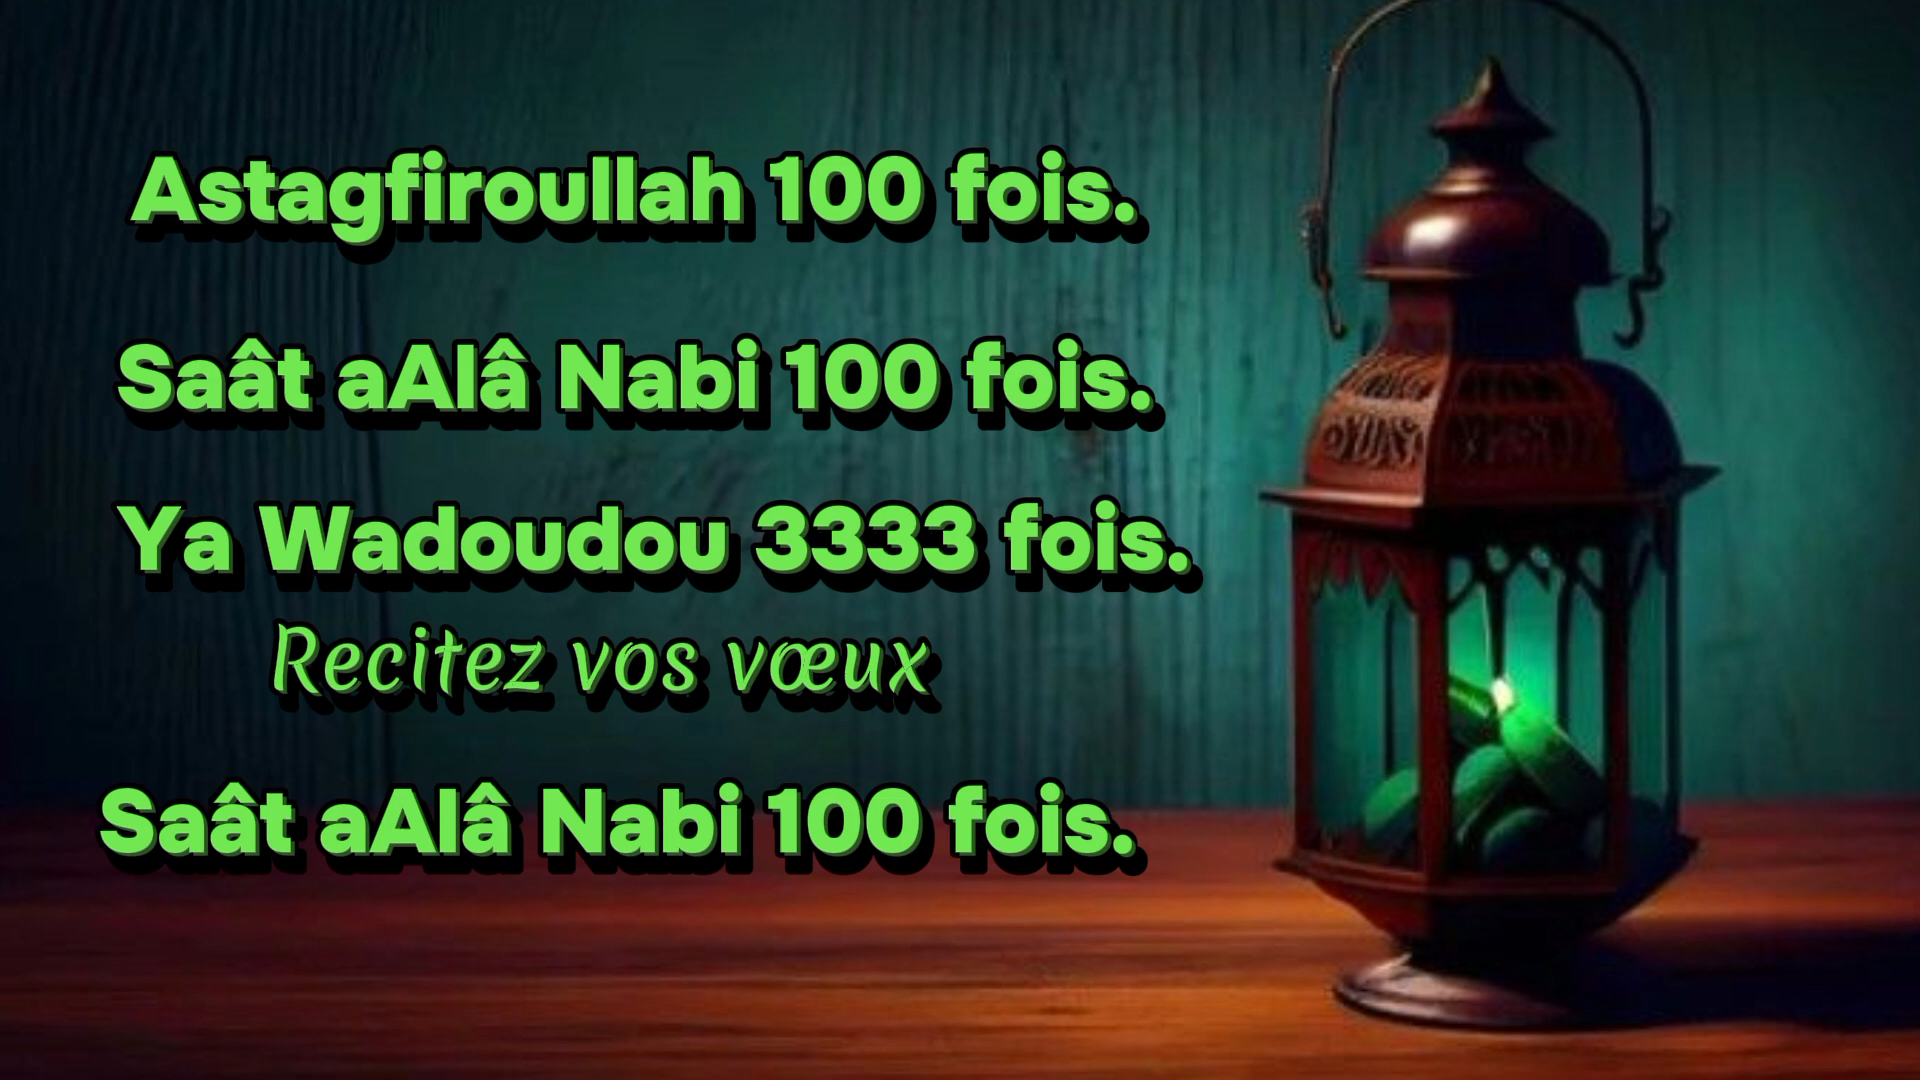 Astagfiroullah 100 fois.
Saât aAlâ Nabi 100 fois.
Ya Wadoudou 3333 fois.
Recitez vos vœux
Saât aAlâ Nabi 100 fois.